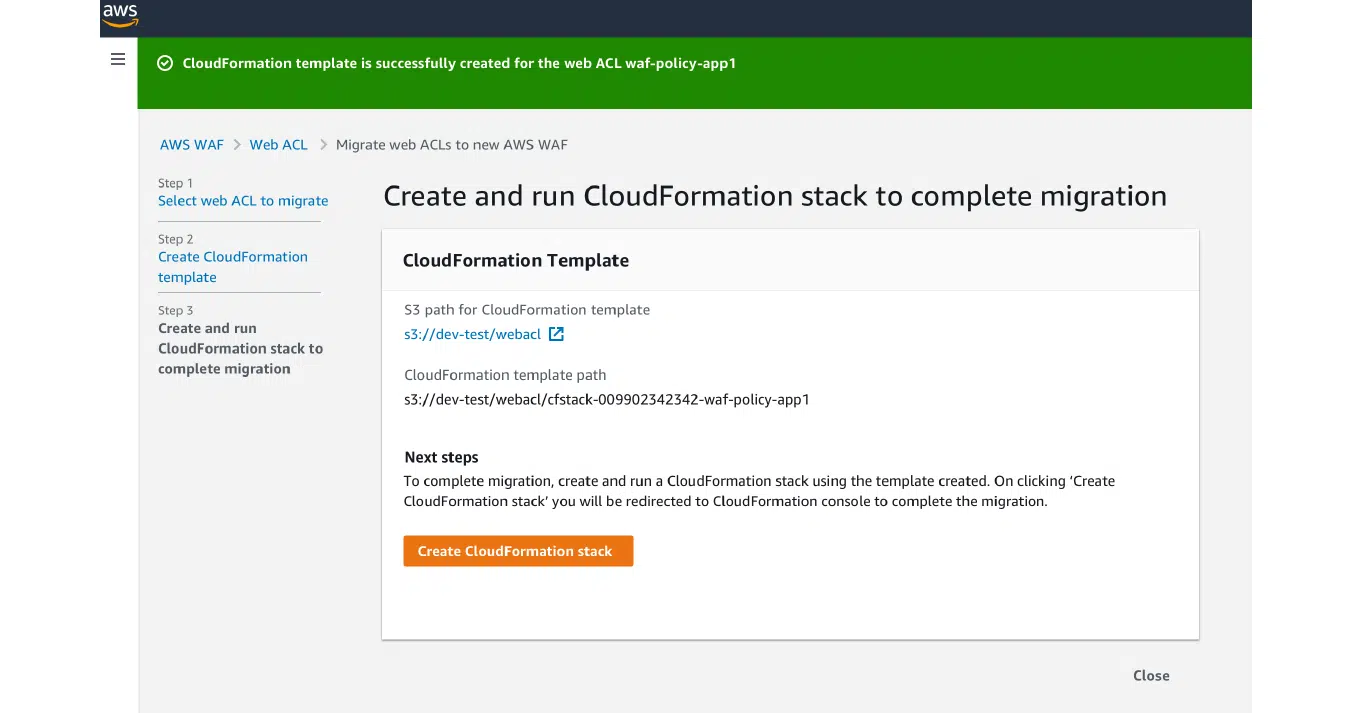 aws
CloudFormation template is successfully created for the web ACL waf-policy-app1
AWS WAF > Web ACL > Migrate web ACLs to new AWS WAF
Step 1
Select web ACL to migrate
Step 2
Create CloudFormation
template
Step 3
Create and run
CloudFormation stack to
complete migration
Create and run CloudFormation stack to complete migration
CloudFormation Template
S3 path for CloudFormation template
s3://dev-test/webacl
CloudFormation template path
s3://dev-test/webacl/cfstack-009902342342-waf-policy-app1
Next steps
To complete migration, create and run a CloudFormation stack using the template created. On clicking ‘Create
CloudFormation stack’ you will be redirected to CloudFormation console to complete the migration.
Create CloudFormation stack
Close